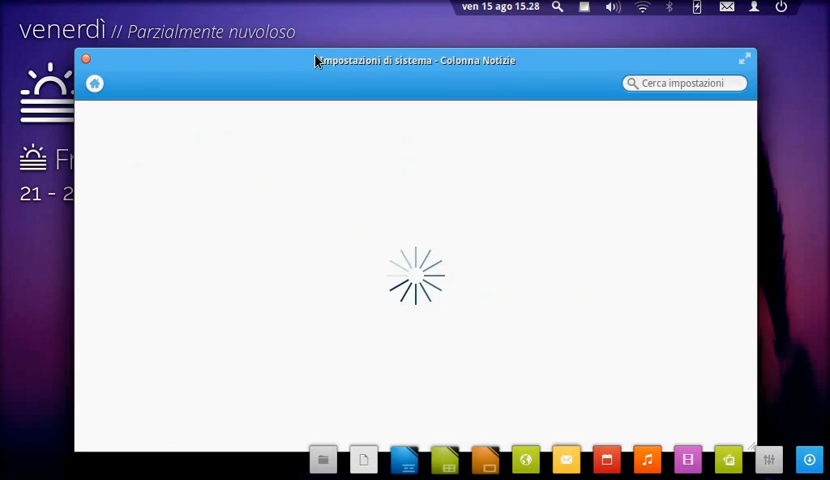 ven 15 ago 15.28
venerdì // Parzialmente nuvoloso
Impostazioni di sistema - Colonna Notizie
Cerca impostazioni
21 - 2